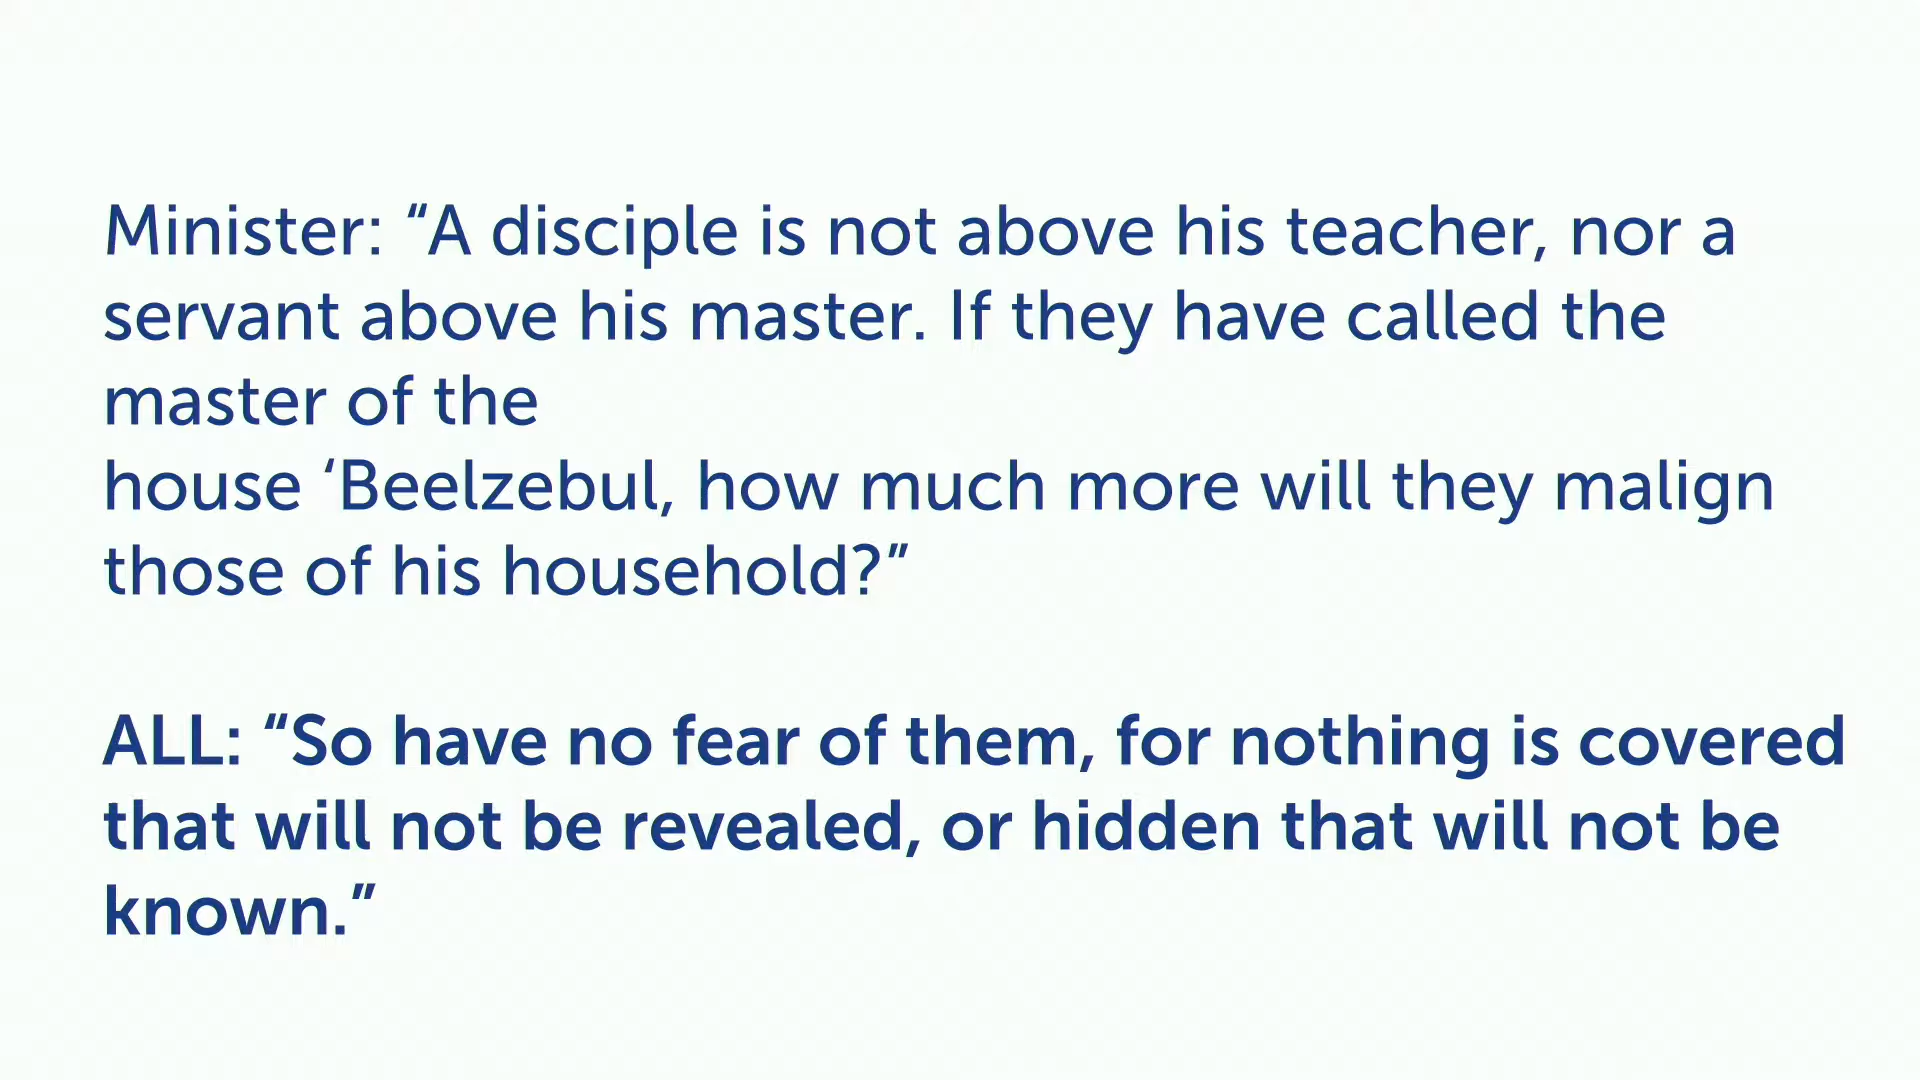 Minister: “A disciple is not above his teacher, nor a
servant above his master. If they have called the
master of the
house ‘Beelzebul, how much more will they malign
those of his household?”
ALL: “So have no fear of them, for nothing is covered
that will not be revealed, or hidden that will not be
known.”